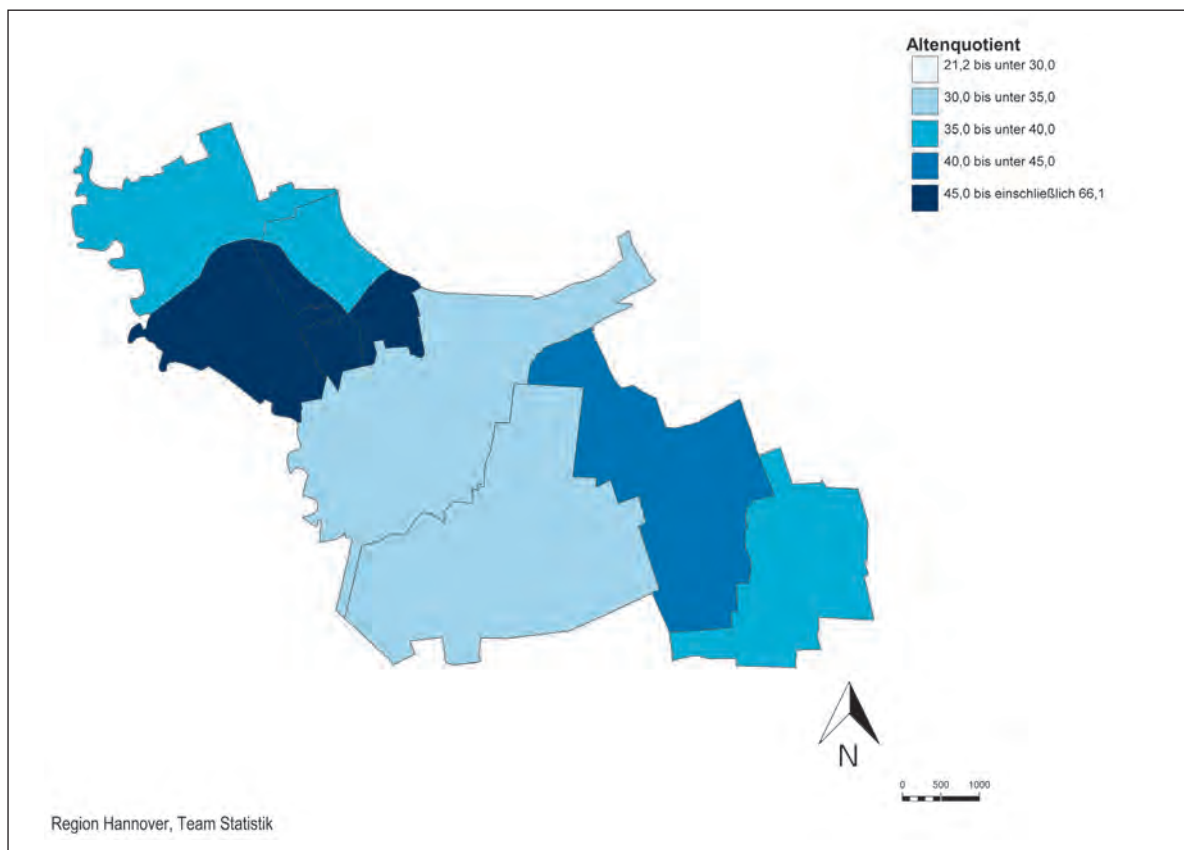 Altenquotient
21,2 bis unter 30,0
30,0 bis unter 35,0
35,0 bis unter 40,0
40,0 bis unter 45,0
45,0 bis einschließlich 66,1
N
0 500 1000
Region Hannover, Team Statistik